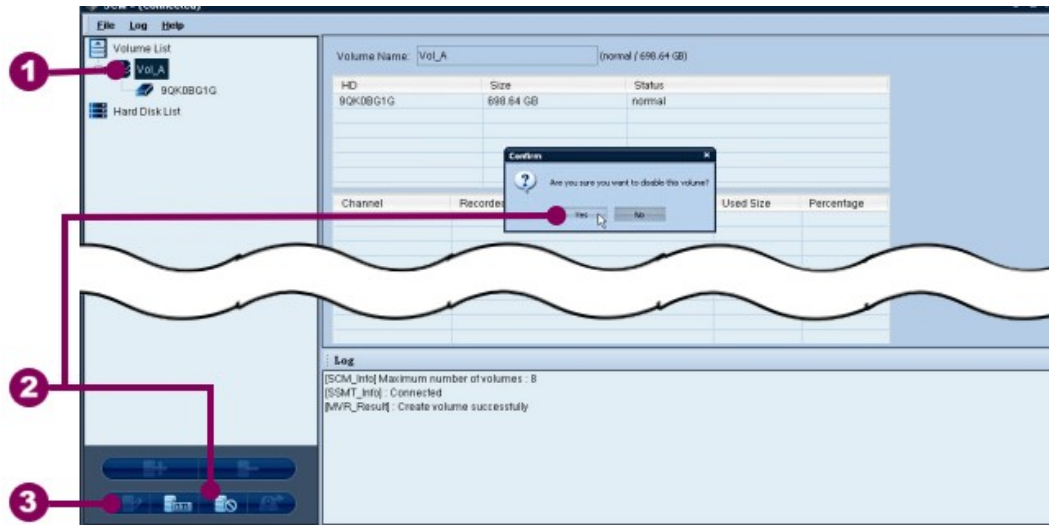 SCM - (Connected)
File Log Help
Volume List
Vol_A
9QK0BG1G
Hard Disk List
Volume Name: Vol_A (normal / 698.64 GB)
HD Size Status
9QK0BG1G 698.64 GB normal
Confirm
Are you sure you want to disable this volume?
Yes No
Channel Recorded Used Size Percentage
Log
[SCM_Info] Maximum number of volumes : 8
[SSMT_Info] : Connected
[MVR_Result] : Create volume successfully
1
2
3